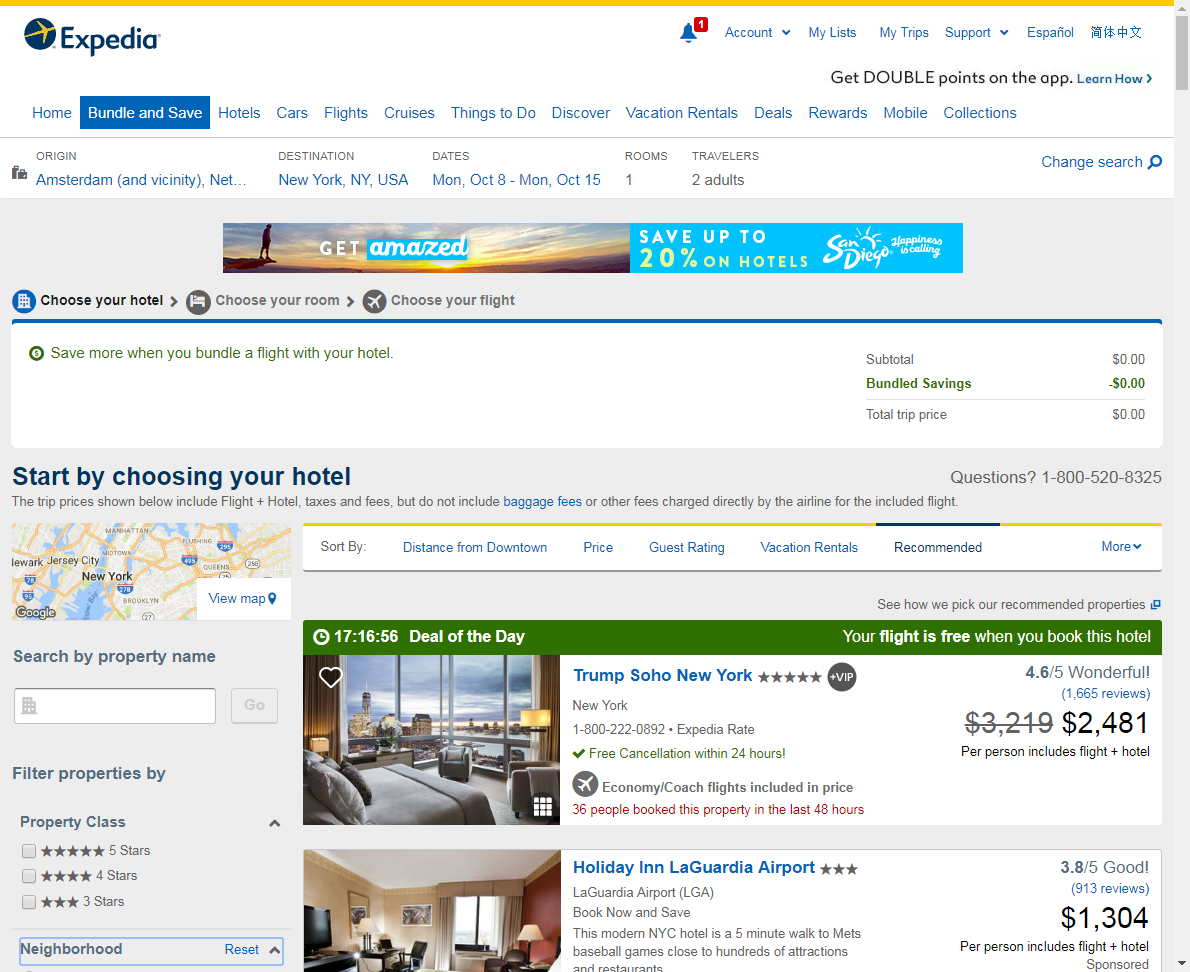 Expedia
1
Account
My Lists
My Trips
Support
Español
简体中文
Get DOUBLE points on the app. Learn How
Home
Bundle and Save
Hotels
Cars
Flights
Cruises
Things to Do
Discover
Vacation Rentals
Deals
Rewards
Mobile
Collections
ORIGIN
Amsterdam (and vicinity), Net...
DESTINATION
New York, NY, USA
DATES
Mon, Oct 8 - Mon, Oct 15
ROOMS
1
TRAVELERS
2 adults
Change search
GET amazed
SAVE UP TO
20% ON HOTELS
San Diego
Happiness is calling
Choose your hotel
Choose your room
Choose your flight
Save more when you bundle a flight with your hotel.
Subtotal $0.00
Bundled Savings -$0.00
Total trip price $0.00
Start by choosing your hotel
Questions? 1-800-520-8325
The trip prices shown below include Flight + Hotel, taxes and fees, but do not include baggage fees or other fees charged directly by the airline for the included flight.
MANHATTAN
FLUSHING
295
MIDTOWN
ewark
Jersey City
495
QUEENS
258
78
New York
278
95
BROOKLYN
27
Google
View map
Sort By:
Distance from Downtown
Price
Guest Rating
Vacation Rentals
Recommended
More
See how we pick our recommended properties
Search by property name
Go
Filter properties by
Property Class
5 Stars
4 Stars
3 Stars
Neighborhood
Reset
17:16:56 Deal of the Day
Your flight is free when you book this hotel
Trump Soho New York
+VIP
New York
1-800-222-0892 • Expedia Rate
Free Cancellation within 24 hours!
Economy/Coach flights included in price
36 people booked this property in the last 48 hours
4.6/5 Wonderful!
(1,665 reviews)
$3,219 $2,481
Per person includes flight + hotel
Holiday Inn LaGuardia Airport
LaGuardia Airport (LGA)
Book Now and Save
This modern NYC hotel is a 5 minute walk to Mets
baseball games close to hundreds of attractions
and restaurants
3.8/5 Good!
(913 reviews)
$1,304
Per person includes flight + hotel
Sponsored